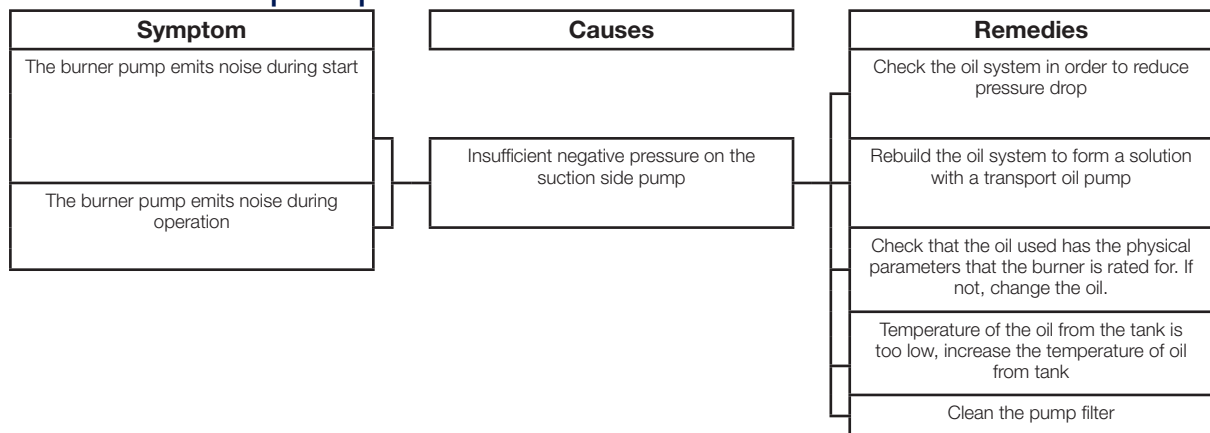 Symptom
Causes
Remedies
The burner pump emits noise during start
The burner pump emits noise during
operation
Insufficient negative pressure on the
suction side pump
Check the oil system in order to reduce
pressure drop
Rebuild the oil system to form a solution
with a transport oil pump
Check that the oil used has the physical
parameters that the burner is rated for. If
not, change the oil.
Temperature of the oil from the tank is
too low, increase the temperature of oil
from tank
Clean the pump filter